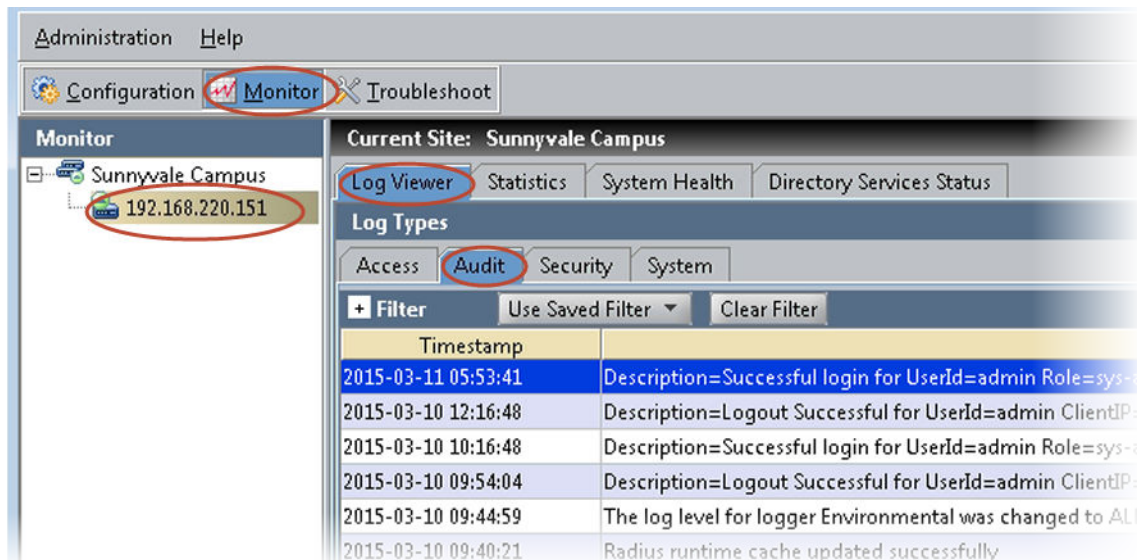 Administration Help
Configuration Monitor Troubleshoot
Monitor
Sunnyvale Campus
192.168.220.151
Current Site: Sunnyvale Campus
Log Viewer Statistics System Health Directory Services Status
Log Types
Access Audit Security System
+ Filter Use Saved Filter Clear Filter
Timestamp
2015-03-11 05:53:41 Description=Successful login for UserId=admin Role=sys-
2015-03-10 12:16:48 Description=Logout Successful for UserId=admin ClientIP=
2015-03-10 10:16:48 Description=Successful login for UserId=admin Role=sys-
2015-03-10 09:54:04 Description=Logout Successful for UserId=admin ClientIP
2015-03-10 09:44:59 The log level for logger Environmental was changed to
2015-03-10 09:40:21 Radius runtime cache updated successfully